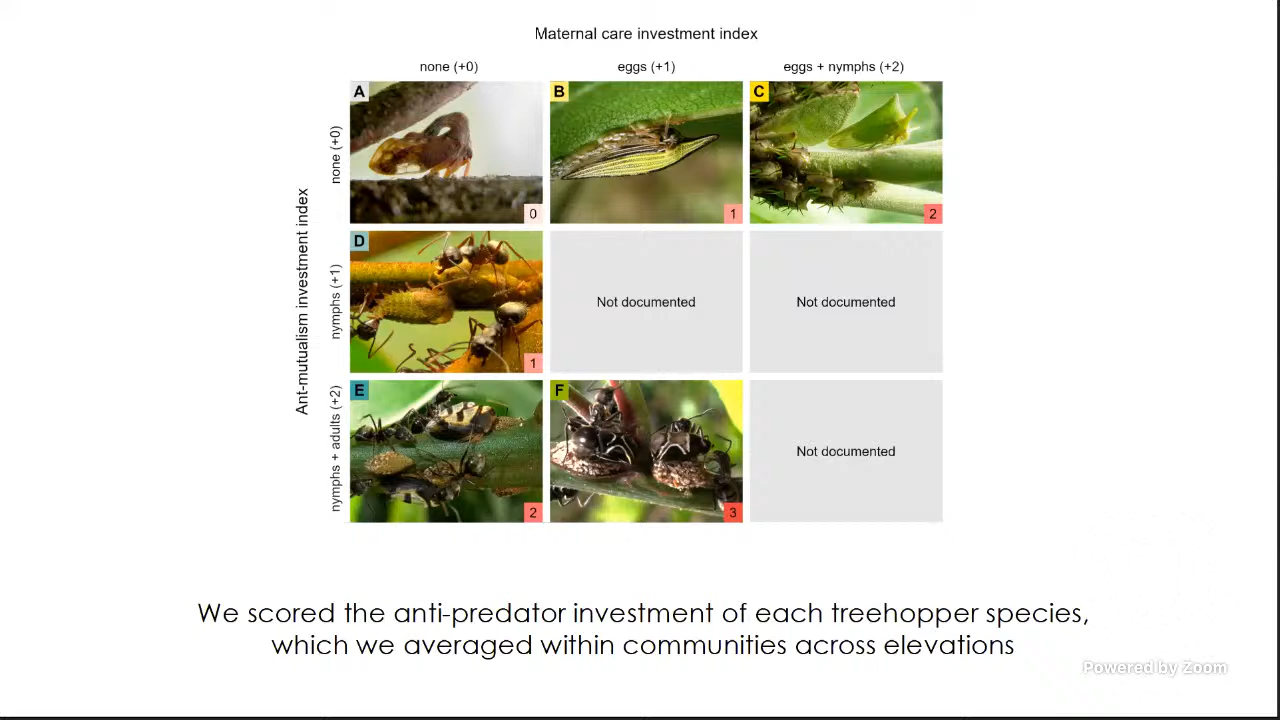 Maternal care investment index
none (+0)
eggs (+1)
eggs + nymphs (+2)
Ant-mutualism investment index
none (+0)
A
0
B
1
C
2
nymphs (+1)
D
1
Not documented
Not documented
nymphs + adults (+2)
E
2
F
3
Not documented
We scored the anti-predator investment of each treehopper species,
which we averaged within communities across elevations
Powered by Zoom